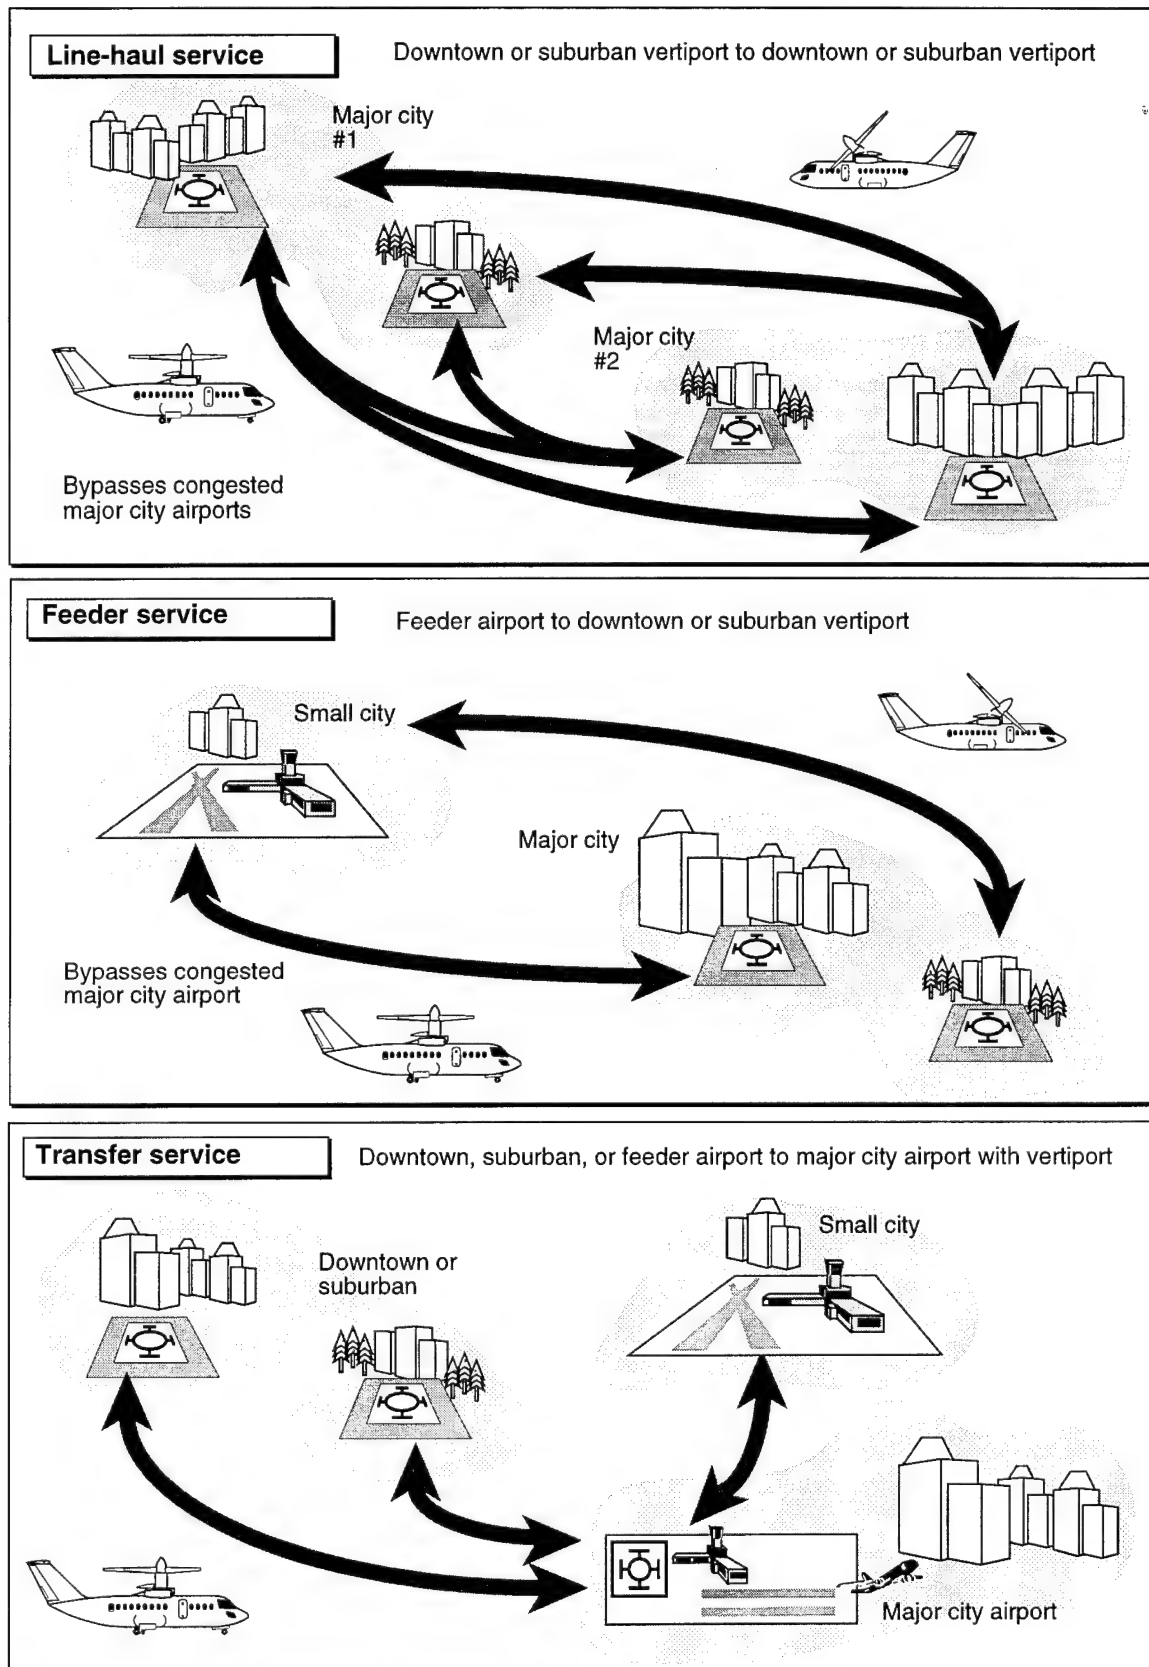 Line-haul service
Downtown or suburban vertiport to downtown or suburban vertiport
Major city
#1
Major city
#2
Bypasses congested
major city airports
Feeder service
Feeder airport to downtown or suburban vertiport
Small city
Major city
Bypasses congested
major city airport
Transfer service
Downtown, suburban, or feeder airport to major city airport with vertiport
Small city
Downtown or
suburban
Major city airport